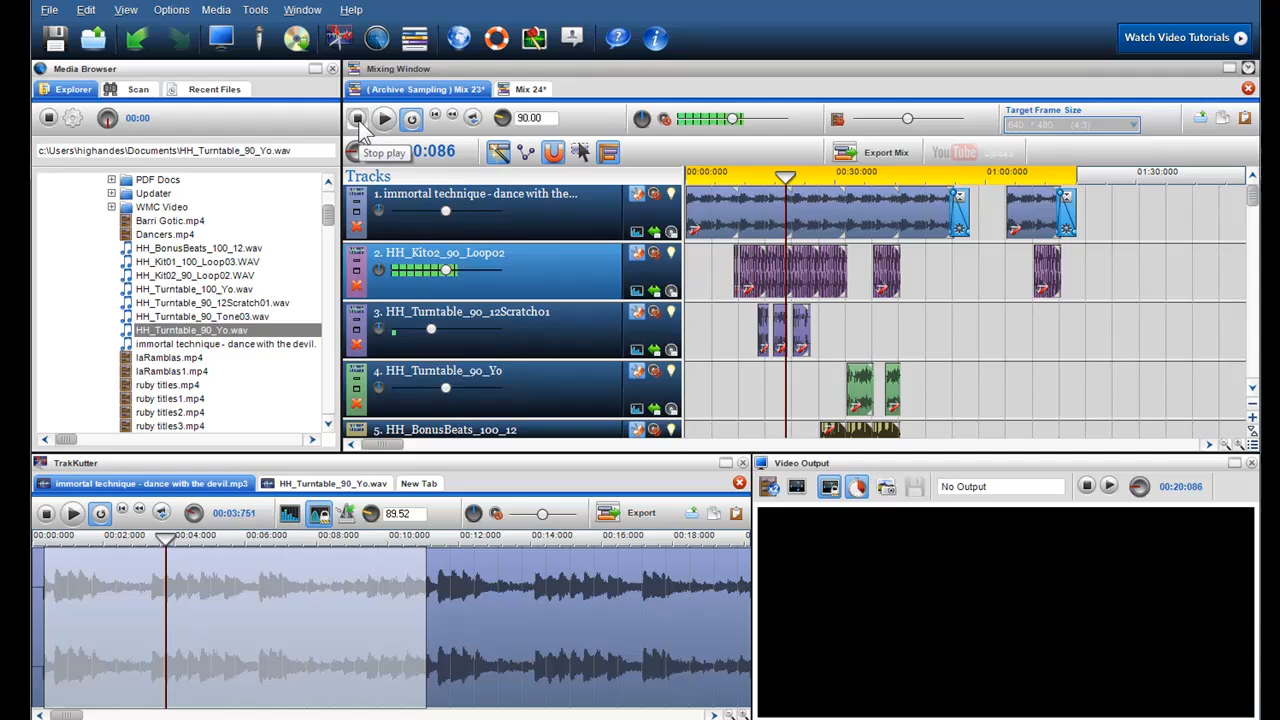 File Edit View Options Media Tools Window Help
Watch Video Tutorials
Media Browser
Explorer Scan Recent Files
00:00
c:\Users\highandes\Documents\HH_Turntable_90_Yo.wav
PDF Docs
Updater
WMC Video
Barri Gotic.mp4
Dancers.mp4
HH_BonusBeats_100_12.wav
HH_Kit01_100_Loop03.WAV
HH_Kit02_90_Loop02.WAV
HH_Turntable_100_Yo.wav
HH_Turntable_90_12Scratch01.wav
HH_Turntable_90_Tone03.wav
HH_Turntable_90_Yo.wav
immortal technique - dance with the devil.
laRamblas.mp4
laRamblas1.mp4
ruby titles.mp4
ruby titles1.mp4
ruby titles2.mp4
ruby titles3.mp4
Mixing Window
( Archive Sampling ) Mix 23* Mix 24*
90.00
Target Frame Size
640 * 480 (4:3)
Stop play
0:086
Export Mix
YouTube Upload
Tracks
00:00:000 00:30:000 01:00:000 01:30:000
1. immortal technique - dance with the...
2. HH_Kit02_90_Loop02
3. HH_Turntable_90_12Scratch01
4. HH_Turntable_90_Yo
5. HH_BonusBeats_100_12
TrakKutter
immortal technique - dance with the devil.mp3 HH_Turntable_90_Yo.wav New Tab
00:03:751
89.52
Export
00:00:000 00:02:000 00:04:000 00:06:000 00:08:000 00:10:000 00:12:000 00:14:000 00:16:000 00:18:000
Video Output
No Output
00:20:086